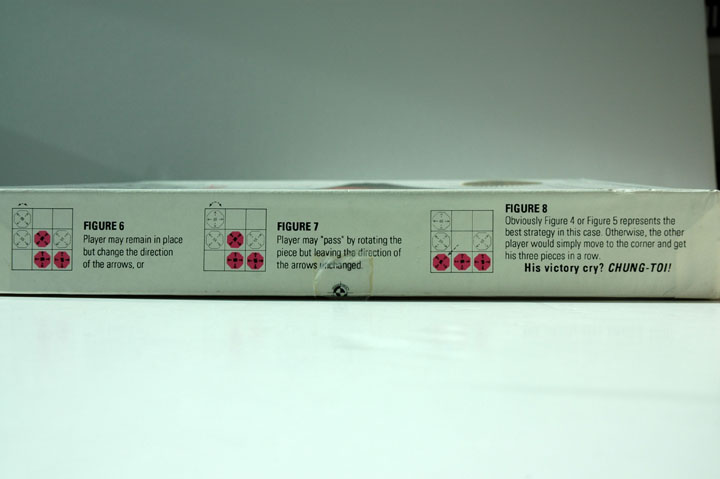 FIGURE 6
Player may remain in place
but change the direction
of the arrows, or
FIGURE 7
Player may "pass" by rotating the
piece but leaving the direction of
the arrows unchanged.
FIGURE 8
Obviously Figure 4 or Figure 5 represents the
best strategy in this case. Otherwise, the other
player would simply move to the corner and get
his three pieces in a row.
His victory cry? CHUNG-TOI!